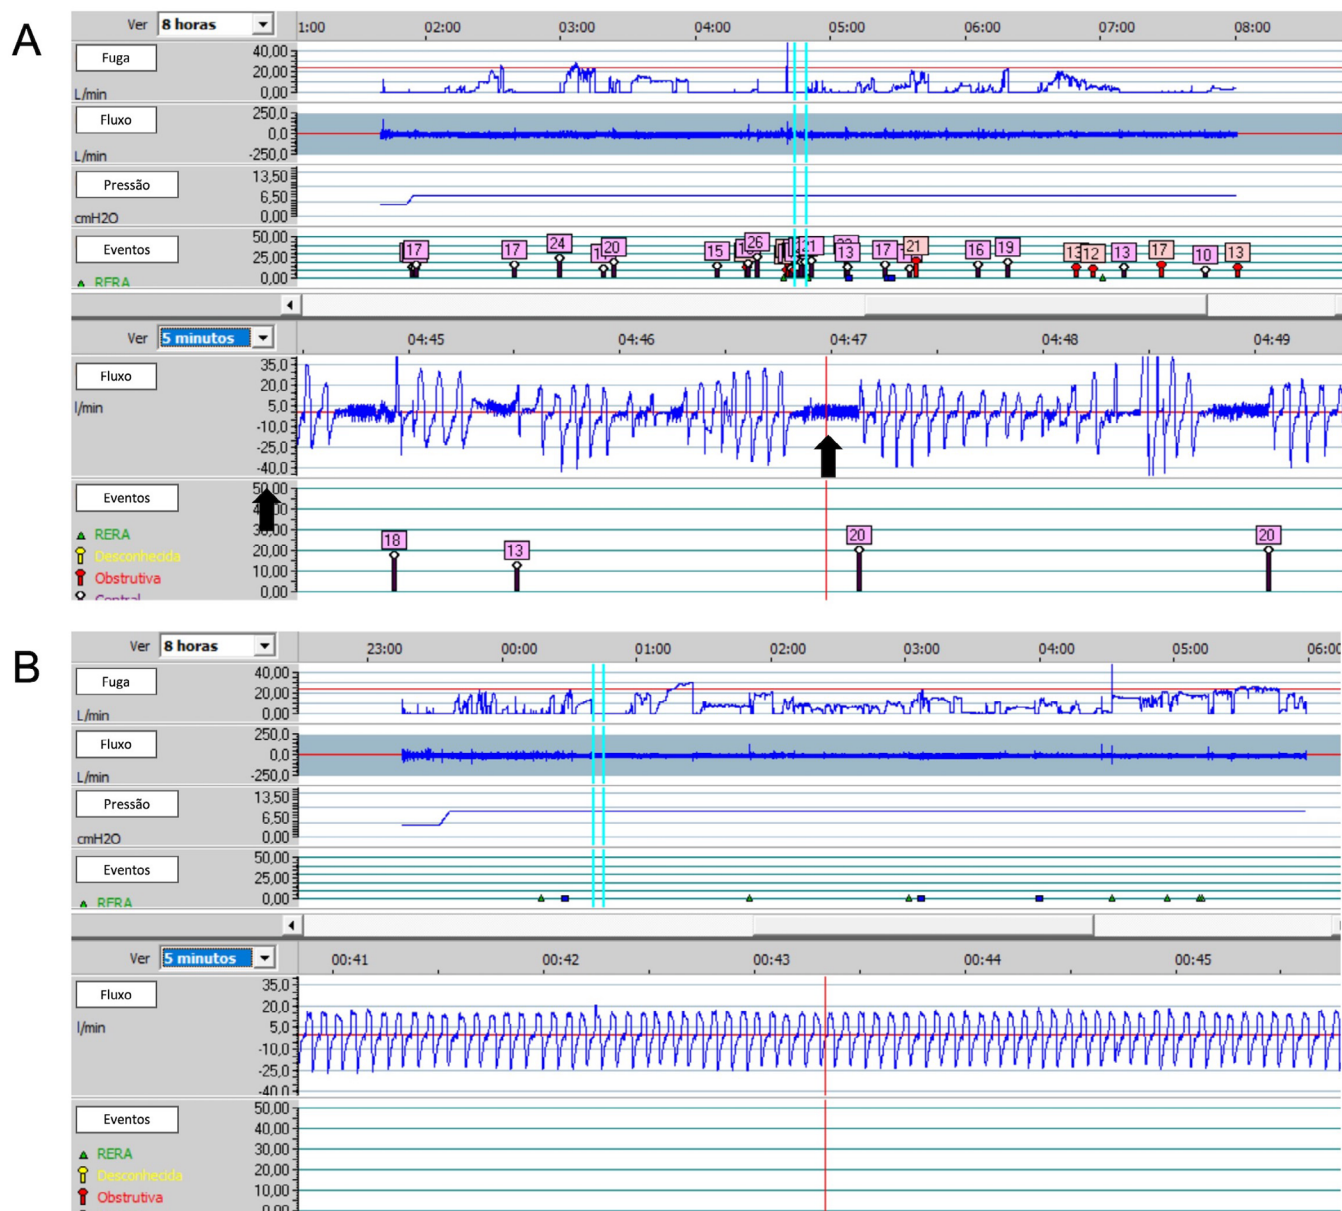 A
Ver 8 horas 1:00 02:00 03:00 04:00 05:00 06:00 07:00 08:00
Fuga 40,00
20,00
L/min 0,00
Fluxo 250,0
0,0
L/min -250,0
Pressão 13,50
6,50
cmH2O 0,00
Eventos 50,00
25,00
0,00
RERA
17 17 24 20 15 26 21 13 17 21 16 19 13 12 13 17 10 13
Ver 5 minutos 04:45 04:46 04:47 04:48 04:49
Fluxo 35,0
20,0
l/min 5,0
-10,0
-25,0
-40,0
Eventos 50,00
40,00
RERA 30,00
Desconhecida 20,00
Obstrutiva 10,00
Central 0,00
18 13 20 20
B
Ver 8 horas 23:00 00:00 01:00 02:00 03:00 04:00 05:00 06:00
Fuga 40,00
20,00
L/min 0,00
Fluxo 250,0
0,0
L/min -250,0
Pressão 13,50
6,50
cmH2O 0,00
Eventos 50,00
25,00
0,00
RERA
Ver 5 minutos 00:41 00:42 00:43 00:44 00:45
Fluxo 35,0
20,0
l/min 5,0
-10,0
-25,0
-40,0
Eventos 50,00
40,00
RERA 30,00
Desconhecida 20,00
Obstrutiva 10,00
0,00